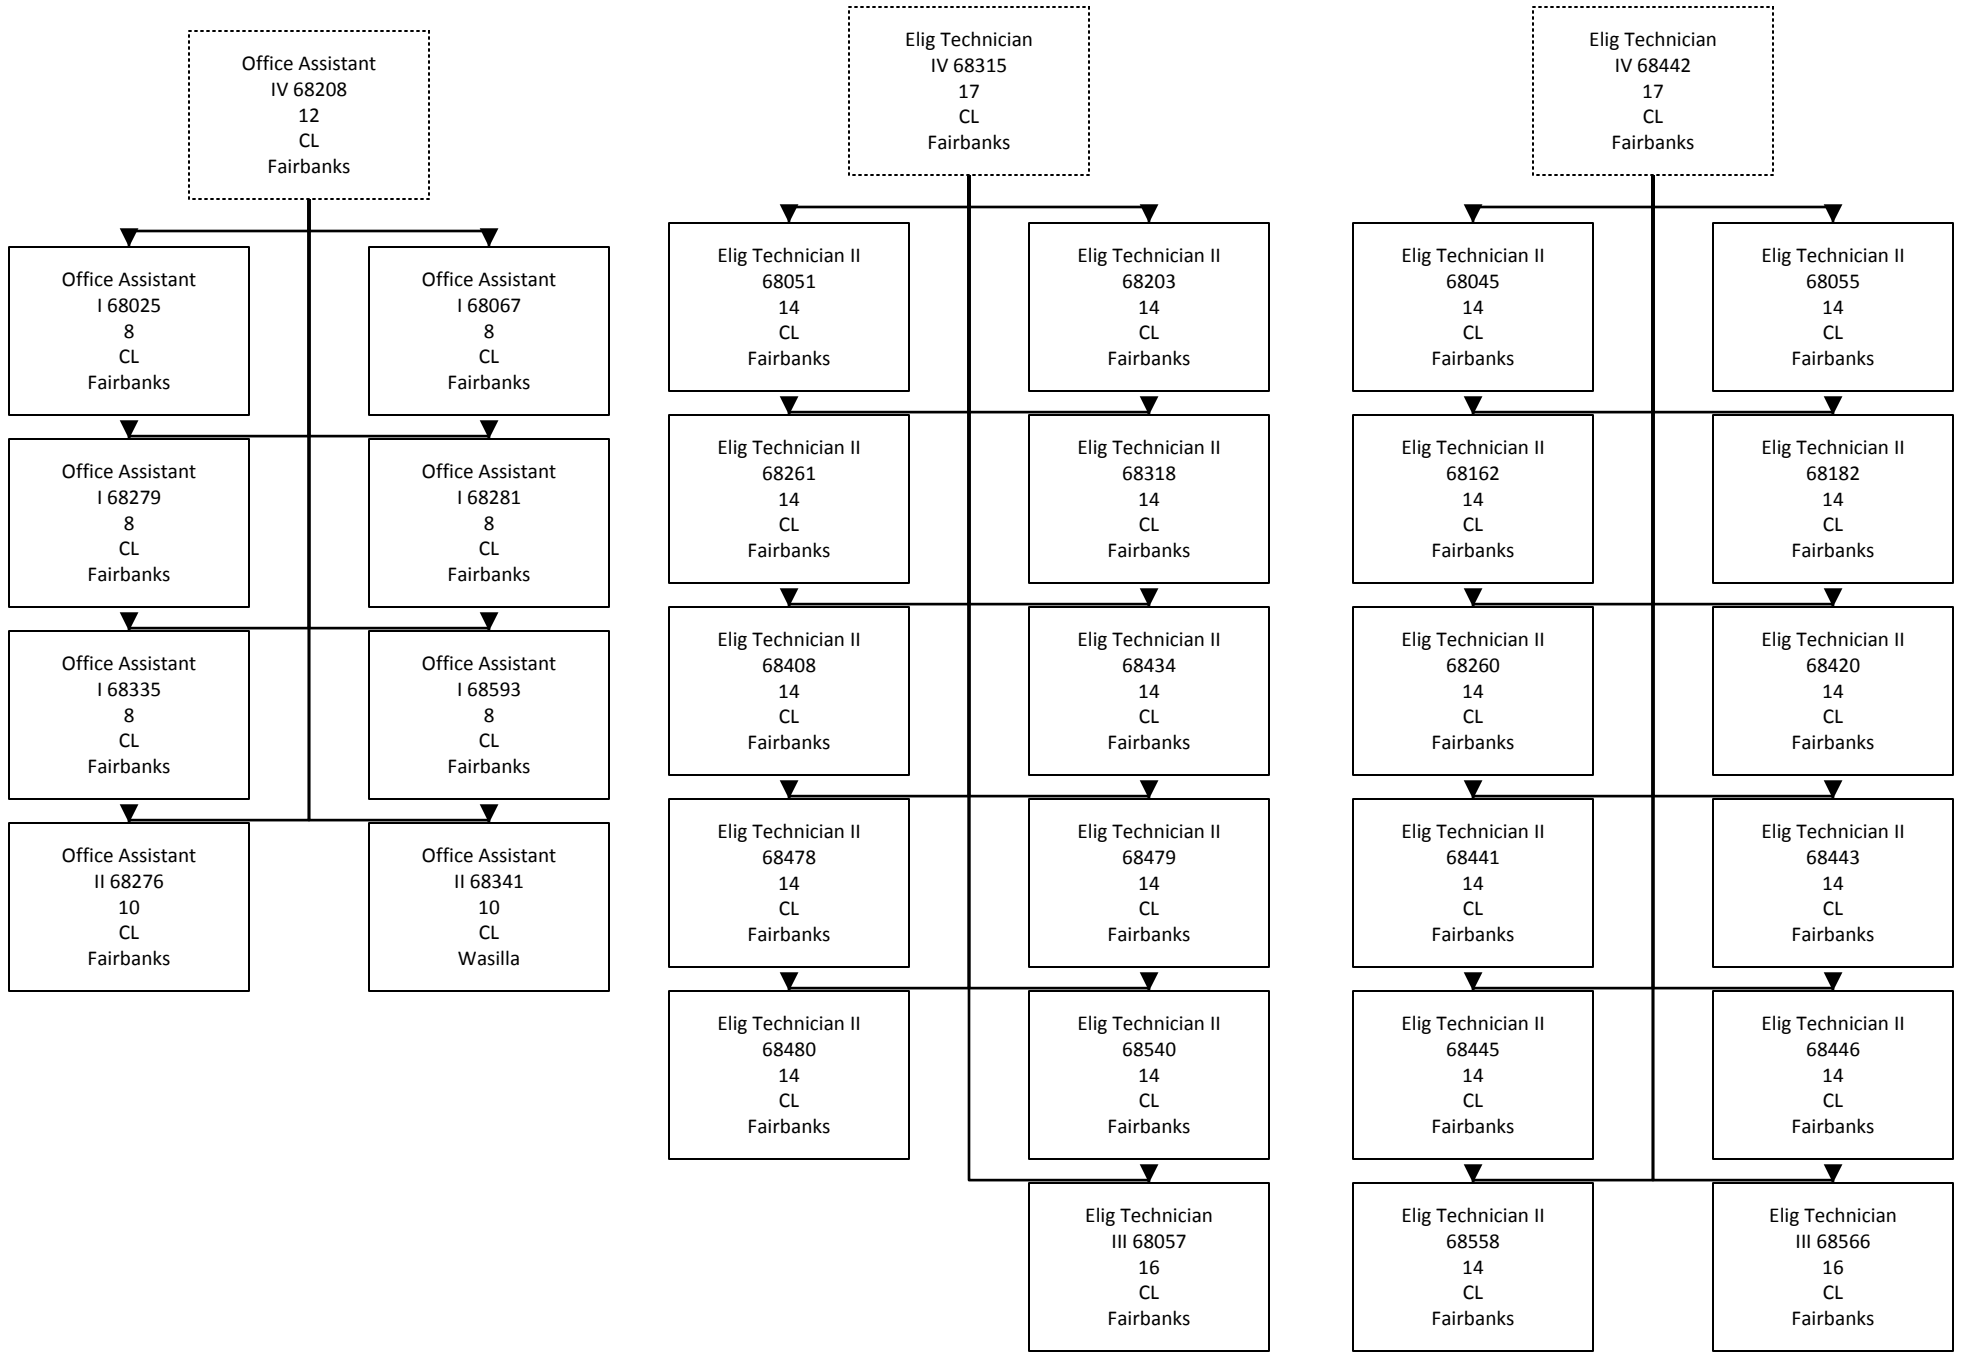 Office Assistant
IV 68208
12
CL
Fairbanks
Office Assistant
I 68025
8
CL
Fairbanks
Office Assistant
I 68067
8
CL
Fairbanks
Office Assistant
I 68279
8
CL
Fairbanks
Office Assistant
I 68281
8
CL
Fairbanks
Office Assistant
I 68335
8
CL
Fairbanks
Office Assistant
I 68593
8
CL
Fairbanks
Office Assistant
II 68276
10
CL
Fairbanks
Office Assistant
II 68341
10
CL
Wasilla
Elig Technician
IV 68315
17
CL
Fairbanks
Elig Technician II
68051
14
CL
Fairbanks
Elig Technician II
68203
14
CL
Fairbanks
Elig Technician II
68261
14
CL
Fairbanks
Elig Technician II
68318
14
CL
Fairbanks
Elig Technician II
68408
14
CL
Fairbanks
Elig Technician II
68434
14
CL
Fairbanks
Elig Technician II
68478
14
CL
Fairbanks
Elig Technician II
68479
14
CL
Fairbanks
Elig Technician II
68480
14
CL
Fairbanks
Elig Technician II
68540
14
CL
Fairbanks
Elig Technician
III 68057
16
CL
Fairbanks
Elig Technician
IV 68442
17
CL
Fairbanks
Elig Technician II
68045
14
CL
Fairbanks
Elig Technician II
68055
14
CL
Fairbanks
Elig Technician II
68162
14
CL
Fairbanks
Elig Technician II
68182
14
CL
Fairbanks
Elig Technician II
68260
14
CL
Fairbanks
Elig Technician II
68420
14
CL
Fairbanks
Elig Technician II
68441
14
CL
Fairbanks
Elig Technician II
68443
14
CL
Fairbanks
Elig Technician II
68445
14
CL
Fairbanks
Elig Technician II
68446
14
CL
Fairbanks
Elig Technician II
68558
14
CL
Fairbanks
Elig Technician
III 68566
16
CL
Fairbanks